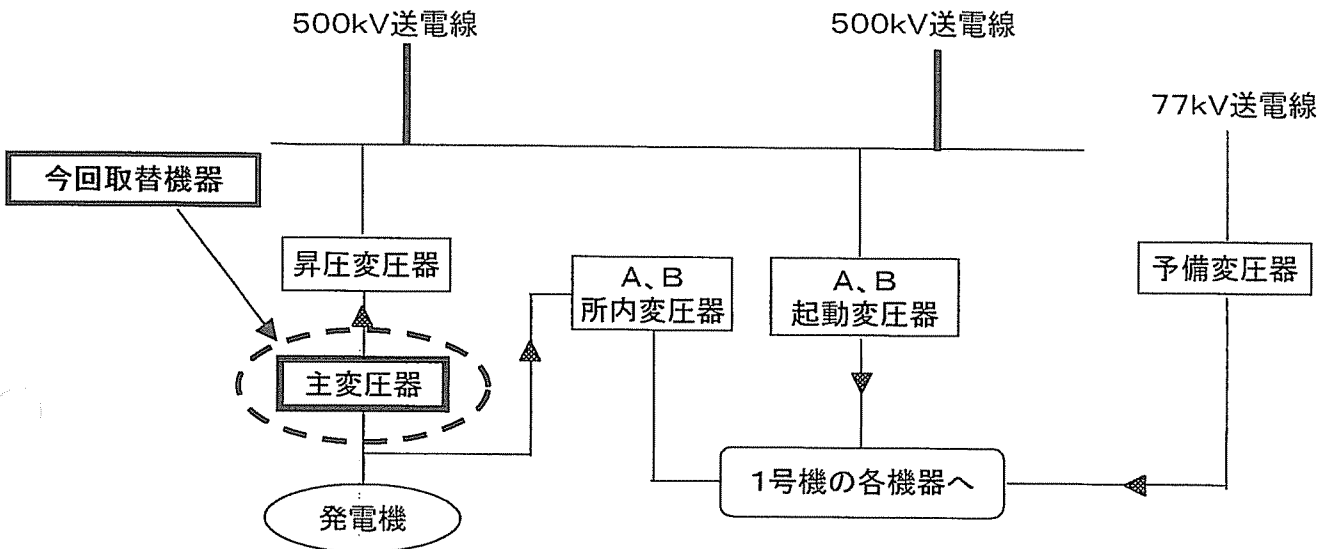 500kV送電線
500kV送電線
77kV送電線
今回取替機器
昇圧変圧器
A、B
所内変圧器
A、B
起動変圧器
予備変圧器
主変圧器
1号機の各機器へ
発電機